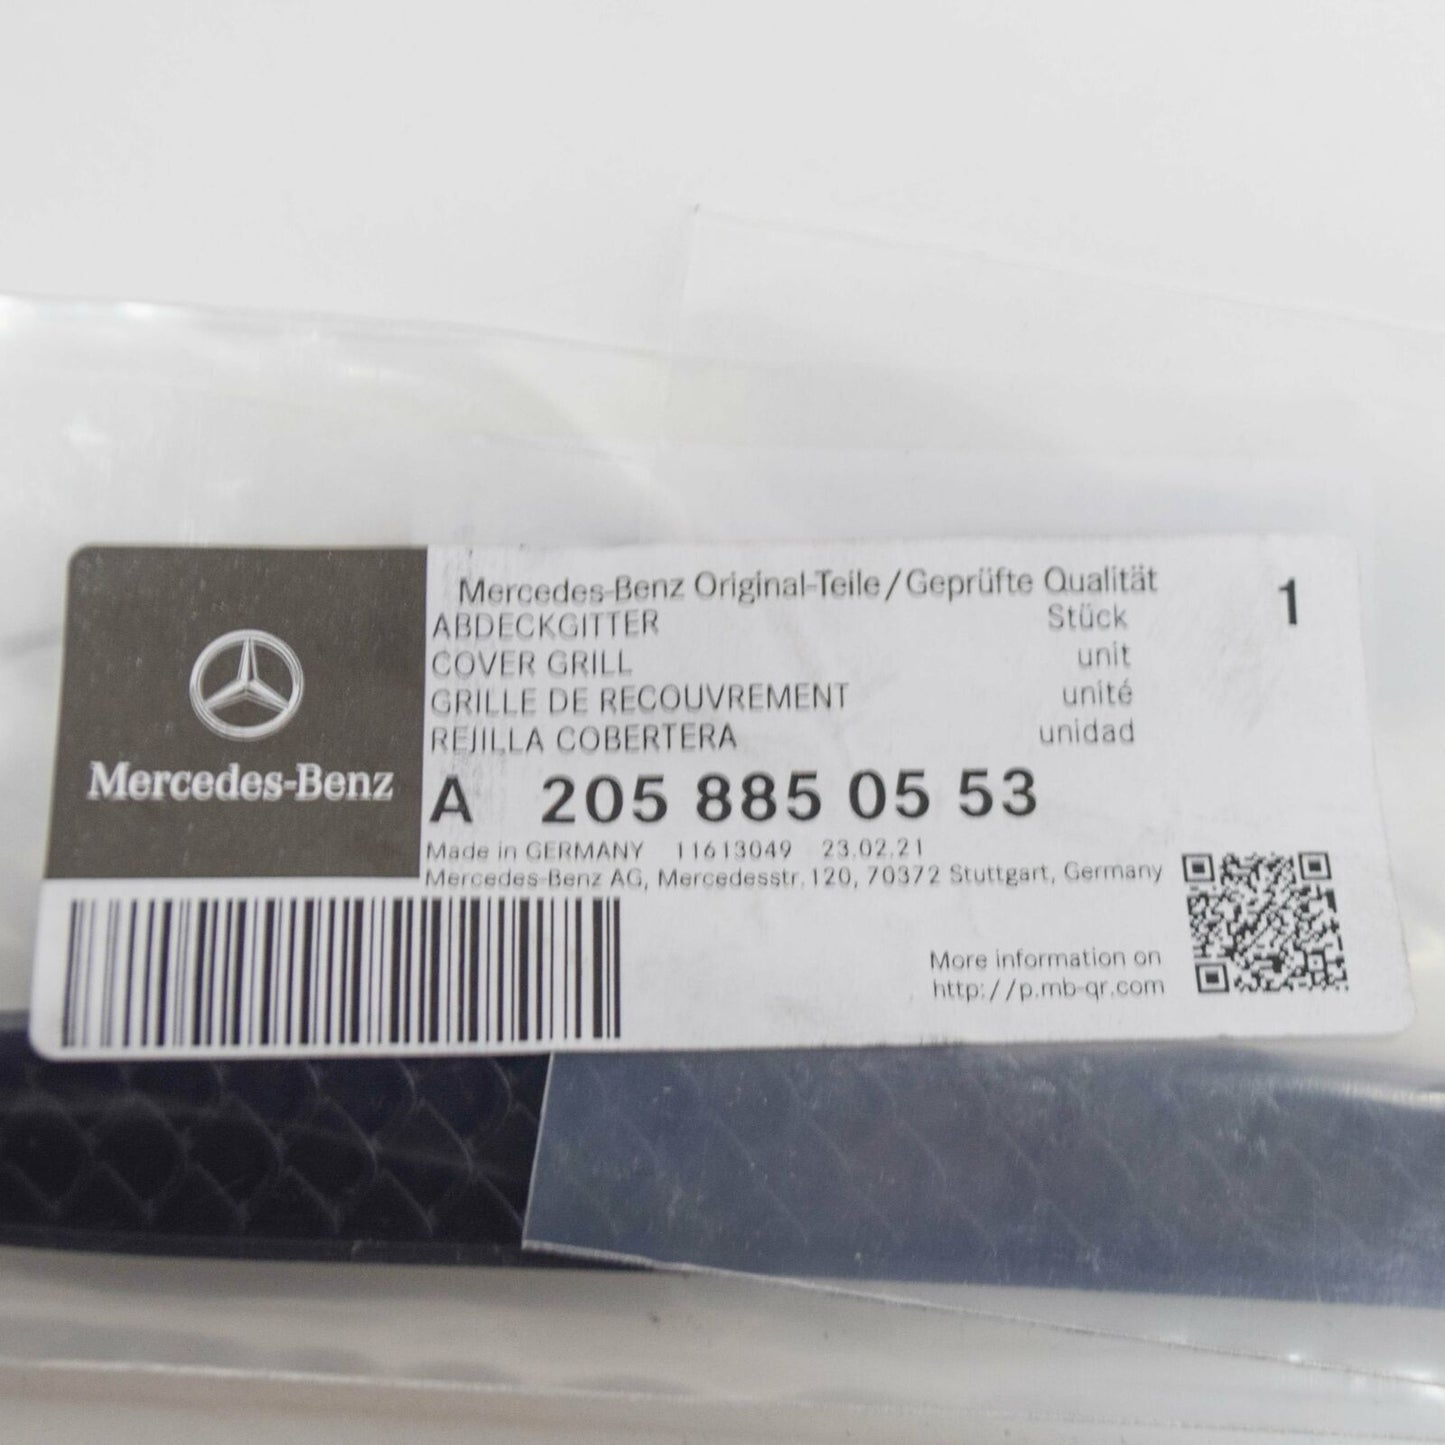 Mercedes-Benz Original-Teile/Geprüfte Qualität 1
ABDECKGITTER Stück
COVER GRILL unit
GRILLE DE RECOUVREMENT unité
REJILLA COBERTERA unidad
Mercedes-Benz
A 205 885 05 53
Made in GERMANY 11613049 23.02.21
Mercedes-Benz AG, Mercedesstr.120, 70372 Stuttgart, Germany
More information on
http://p.mb-qr.com